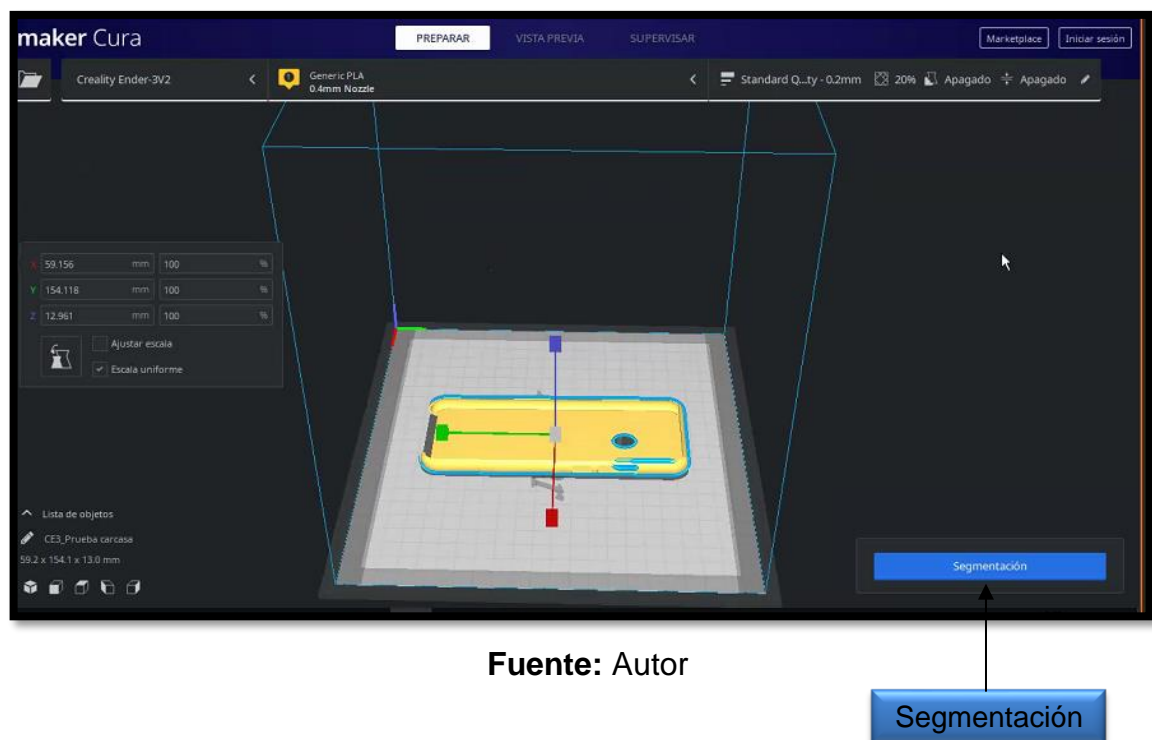 maker Cura
PREPARAR
VISTA PREVIA
SUPERVISAR
Marketplace
Iniciar sesión
Creality Ender-3V2
Generic PLA
0.4mm Nozzle
Standard Q...ty - 0.2mm
20%
Apagado
Apagado
X 59.156 mm 100 %
Y 154.118 mm 100 %
Z 12.961 mm 100 %
Ajustar escala
Escala uniforme
Lista de objetos
CE3_Prueba carcasa
59.2 x 154.1 x 13.0 mm
Segmentación
Fuente: Autor
Segmentación